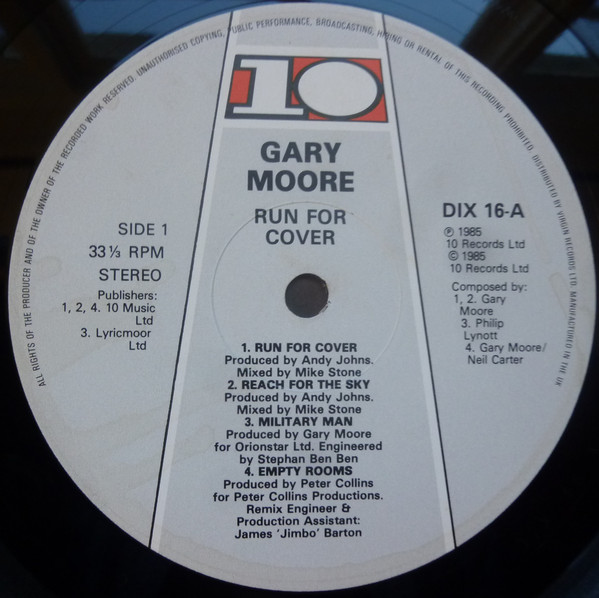 ALL RIGHTS OF THE PRODUCER AND OF THE OWNER OF THE RECORDED WORK RESERVED. UNAUTHORISED COPYING, PUBLIC PERFORMANCE, BROADCASTING, HIRING OR RENTAL OF THIS RECORDING PROHIBITED. DISTRIBUTED BY VIRGIN RECORDS LTD. MANUFACTURED IN THE UK
10
GARY
MOORE
RUN FOR
COVER
SIDE 1
33⅓ RPM
STEREO
Publishers:
1, 2, 4. 10 Music
Ltd
3. Lyricmoor
Ltd
DIX 16-A
℗ 1985
10 Records Ltd
© 1985
10 Records Ltd
Composed by:
1, 2. Gary
Moore
3. Philip
Lynott
4. Gary Moore/
Neil Carter
1. RUN FOR COVER
Produced by Andy Johns.
Mixed by Mike Stone
2. REACH FOR THE SKY
Produced by Andy Johns.
Mixed by Mike Stone
3. MILITARY MAN
Produced by Gary Moore
for Orionstar Ltd. Engineered
by Stephan Ben Ben
4. EMPTY ROOMS
Produced by Peter Collins
for Peter Collins Productions.
Remix Engineer &
Production Assistant:
James 'Jimbo' Barton